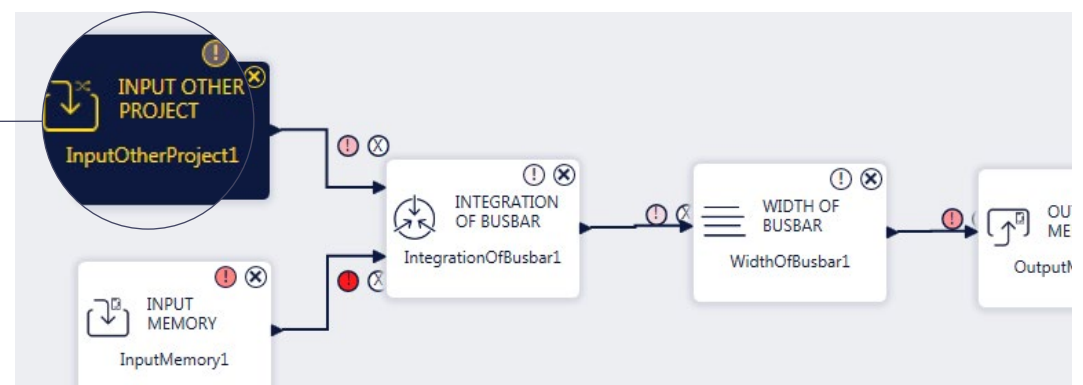 INPUT OTHER
PROJECT
InputOtherProject1
INTEGRATION
OF BUSBAR
IntegrationOfBusbar1
WIDTH OF
BUSBAR
WidthOfBusbar1
INPUT
MEMORY
InputMemory1